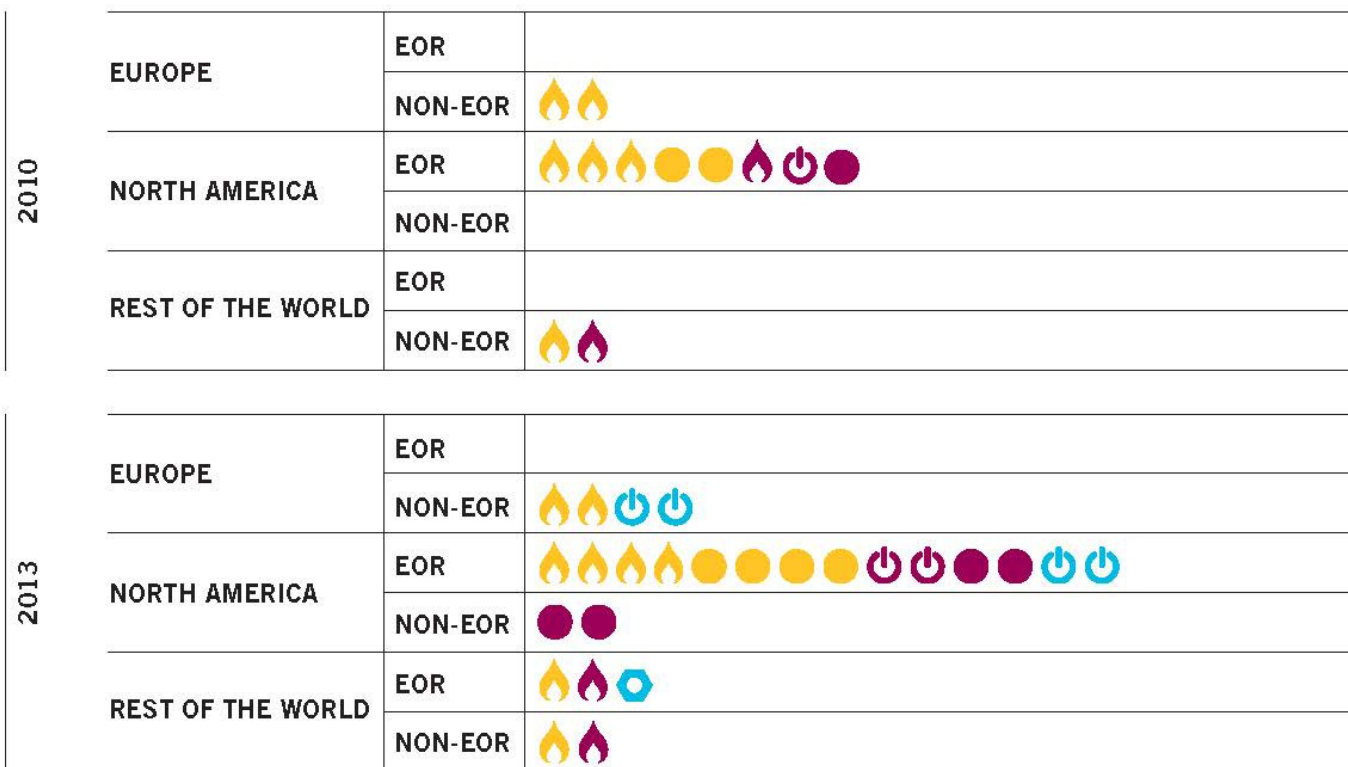 2010
EUROPE
EOR
NON-EOR
NORTH AMERICA
EOR
NON-EOR
REST OF THE WORLD
EOR
NON-EOR
2013
EUROPE
EOR
NON-EOR
NORTH AMERICA
EOR
NON-EOR
REST OF THE WORLD
EOR
NON-EOR